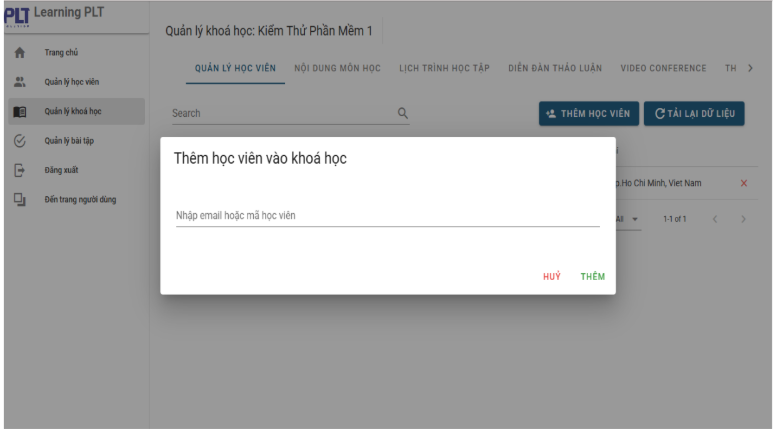 PLT Learning PLT
Trang chủ
Quản lý học viên
Quản lý khoá học
Quản lý bài tập
Đăng xuất
Đến trang người dùng
Quản lý khoá học: Kiểm Thử Phần Mềm 1
QUẢN LÝ HỌC VIÊN NỘI DUNG MÔN HỌC LỊCH TRÌNH HỌC TẬP DIỄN ĐÀN THẢO LUẬN VIDEO CONFERENCE TH
Search THÊM HỌC VIÊN TẢI LẠI DỮ LIỆU
p.Ho Chi Minh, Viet Nam
All 1-1 of 1
Thêm học viên vào khoá học
Nhập email hoặc mã học viên
HUỶ THÊM